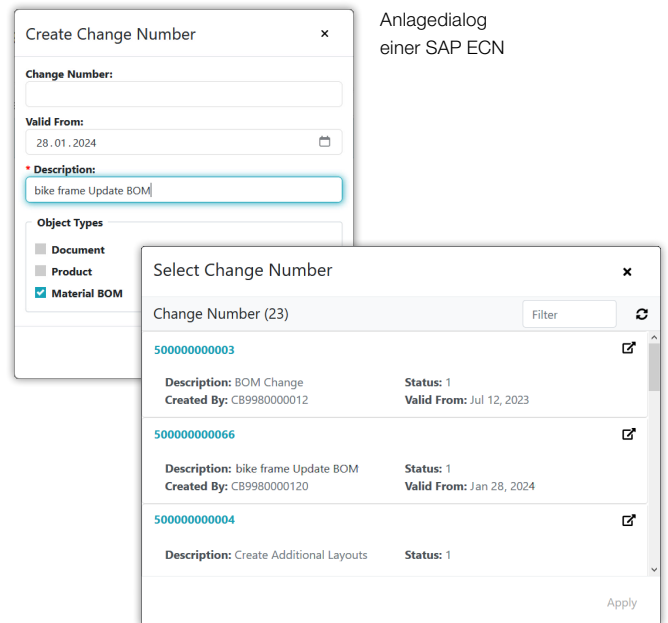 Create Change Number
Anlagedialog
einer SAP ECN
Change Number:
Valid From:
28.01.2024
* Description:
bike frame Update BOM
Object Types
Document
Product
Material BOM
Select Change Number
Change Number (23)
Filter
500000000003
Description: BOM Change
Status: 1
Created By: CB9980000012
Valid From: Jul 12, 2023
500000000066
Description: bike frame Update BOM
Status: 1
Created By: CB9980000120
Valid From: Jan 28, 2024
500000000004
Description: Create Additional Layouts
Status: 1
Apply